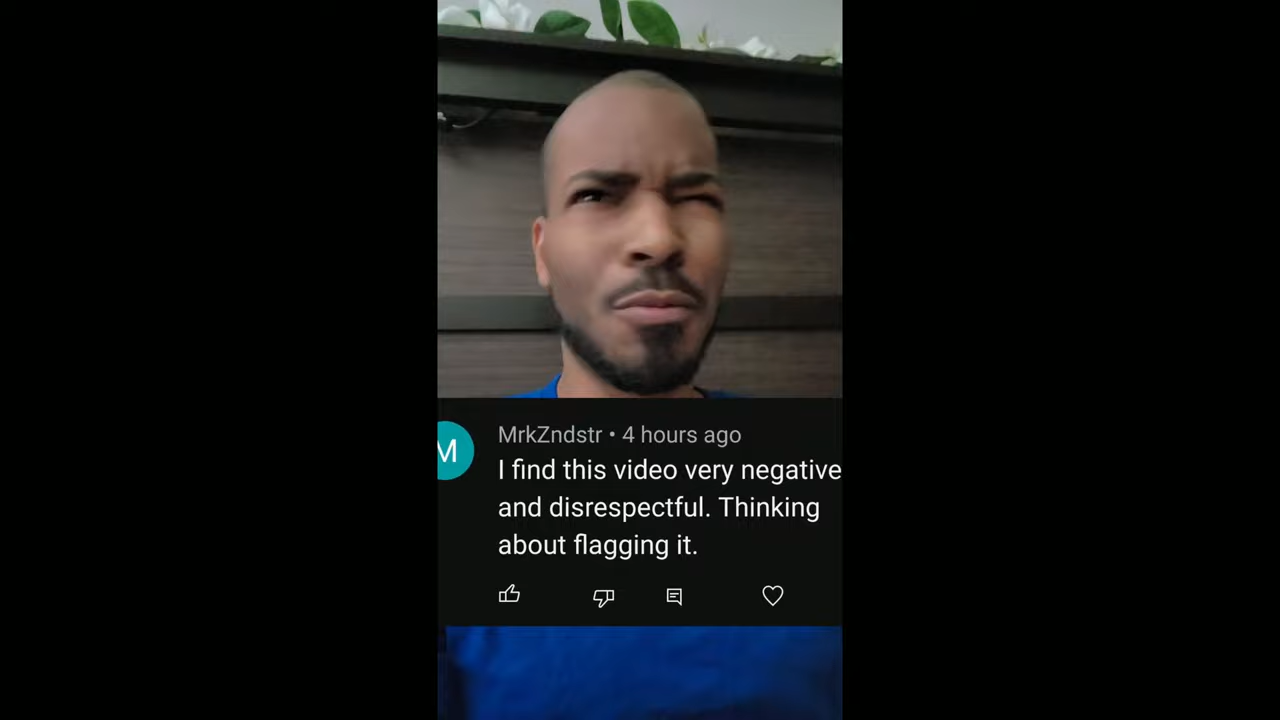 M
MrkZndstr • 4 hours ago
I find this video very negative
and disrespectful. Thinking
about flagging it.